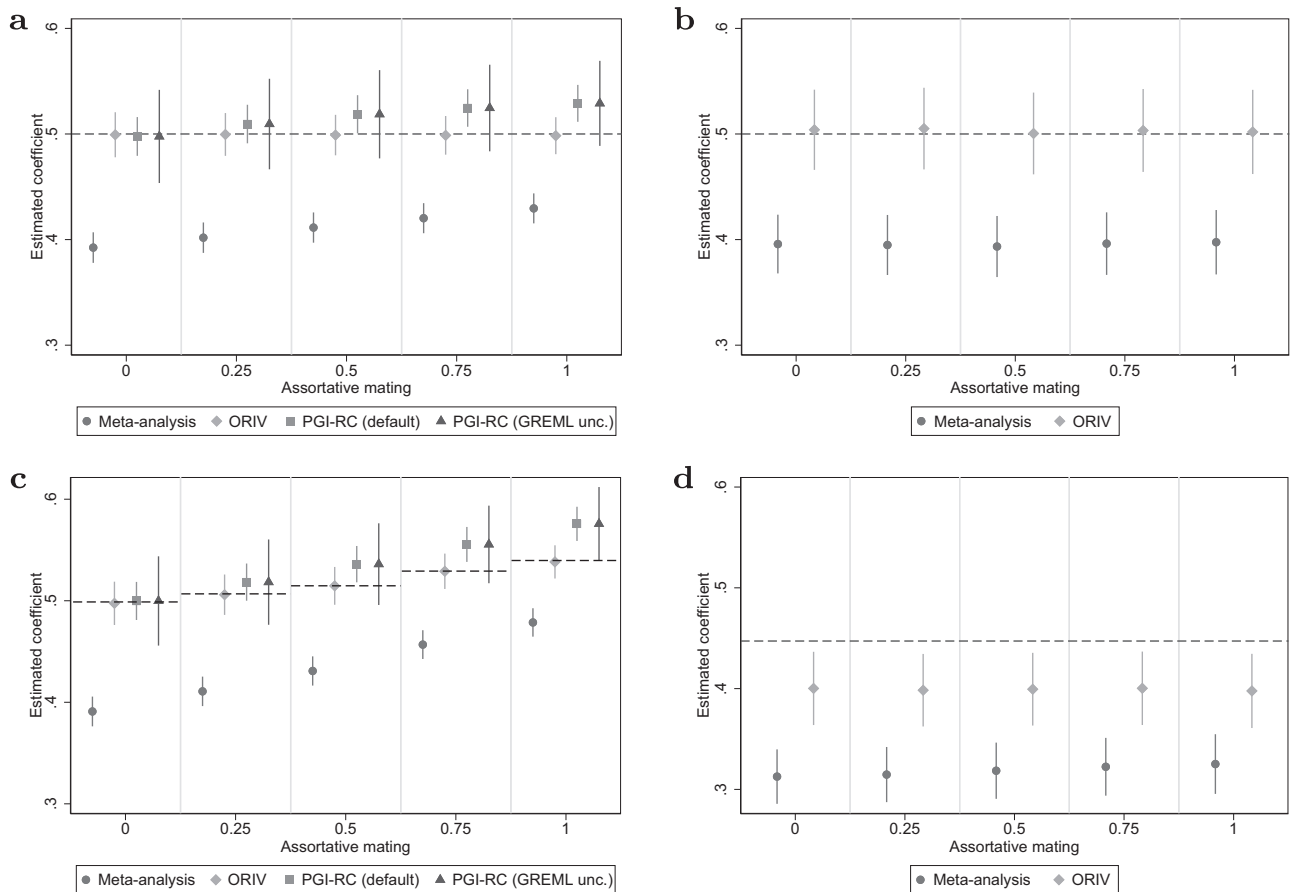 a
.6
.5
.4
.3
Estimated coefficient
0 0.25 0.5 0.75 1
Assortative mating
Meta-analysis ORIV PGI-RC (default) PGI-RC (GREML unc.)
b
.6
.5
.4
.3
Estimated coefficient
0 0.25 0.5 0.75 1
Assortative mating
Meta-analysis ORIV
c
.6
.5
.4
.3
Estimated coefficient
0 0.25 0.5 0.75 1
Assortative mating
Meta-analysis ORIV PGI-RC (default) PGI-RC (GREML unc.)
d
.6
.5
.4
.3
Estimated coefficient
0 0.25 0.5 0.75 1
Assortative mating
Meta-analysis ORIV